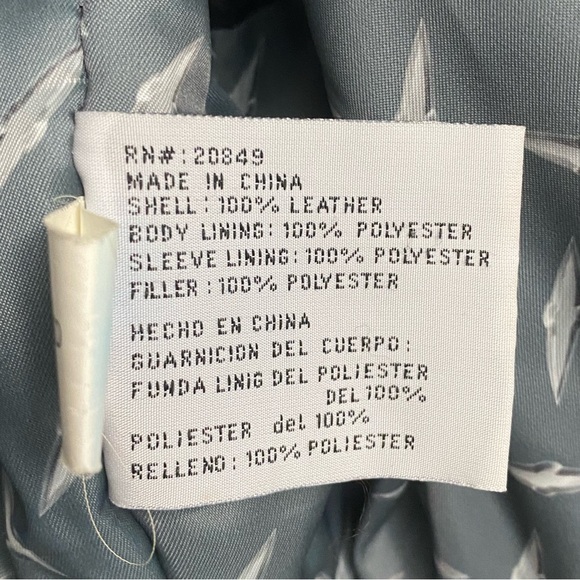 RN#:20849
MADE IN CHINA
SHELL:100% LEATHER
BODY LINING: 100% POLYESTER
SLEEVE LINING: 100% POLYESTER
FILLER:100% POLYESTER
HECHO EN CHINA
GUARNICION DEL CUERPO:
FUNDA LINIG DEL POLIESTER
DEL 100%
POLIESTER del 100%
RELLENO: 100% POLIESTER